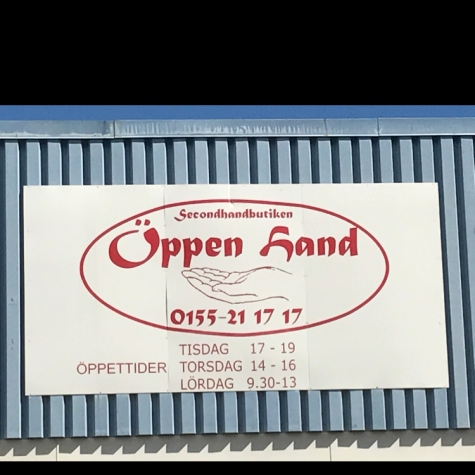 Secondhandbutiken
Öppen Hand
0155-21 17 17
TISDAG 17 - 19
ÖPPETTIDER TORSDAG 14 - 16
LÖRDAG 9.30-13